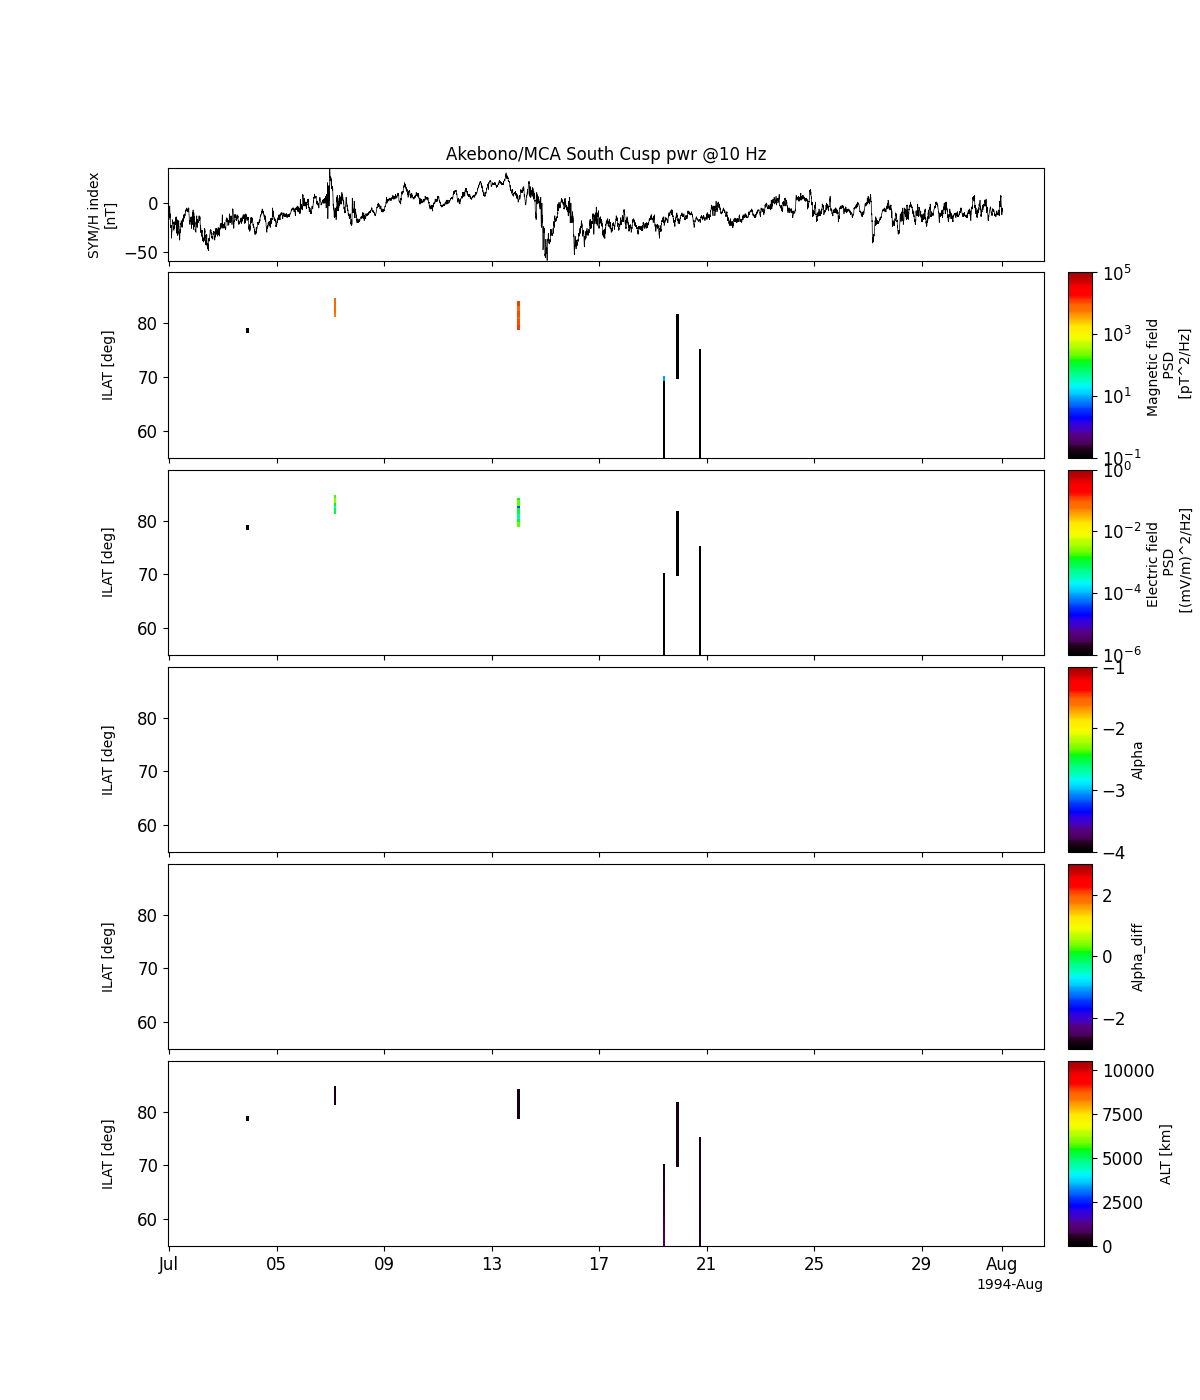 Akebono/MCA South Cusp pwr @10 Hz
SYM/H index
[nT]
0
−50
ILAT [deg]
80
70
60
10^5
10^3
10^1
10^−1
Magnetic field
PSD
[pT^2/Hz]
ILAT [deg]
80
70
60
10^0
10^−2
10^−4
10^−6
Electric field
PSD
[(mV/m)^2/Hz]
ILAT [deg]
80
70
60
−1
−2
−3
−4
Alpha
ILAT [deg]
80
70
60
2
0
−2
Alpha_diff
ILAT [deg]
80
70
60
10000
7500
5000
2500
0
ALT [km]
Jul 05 09 13 17 21 25 29 Aug
1994-Aug